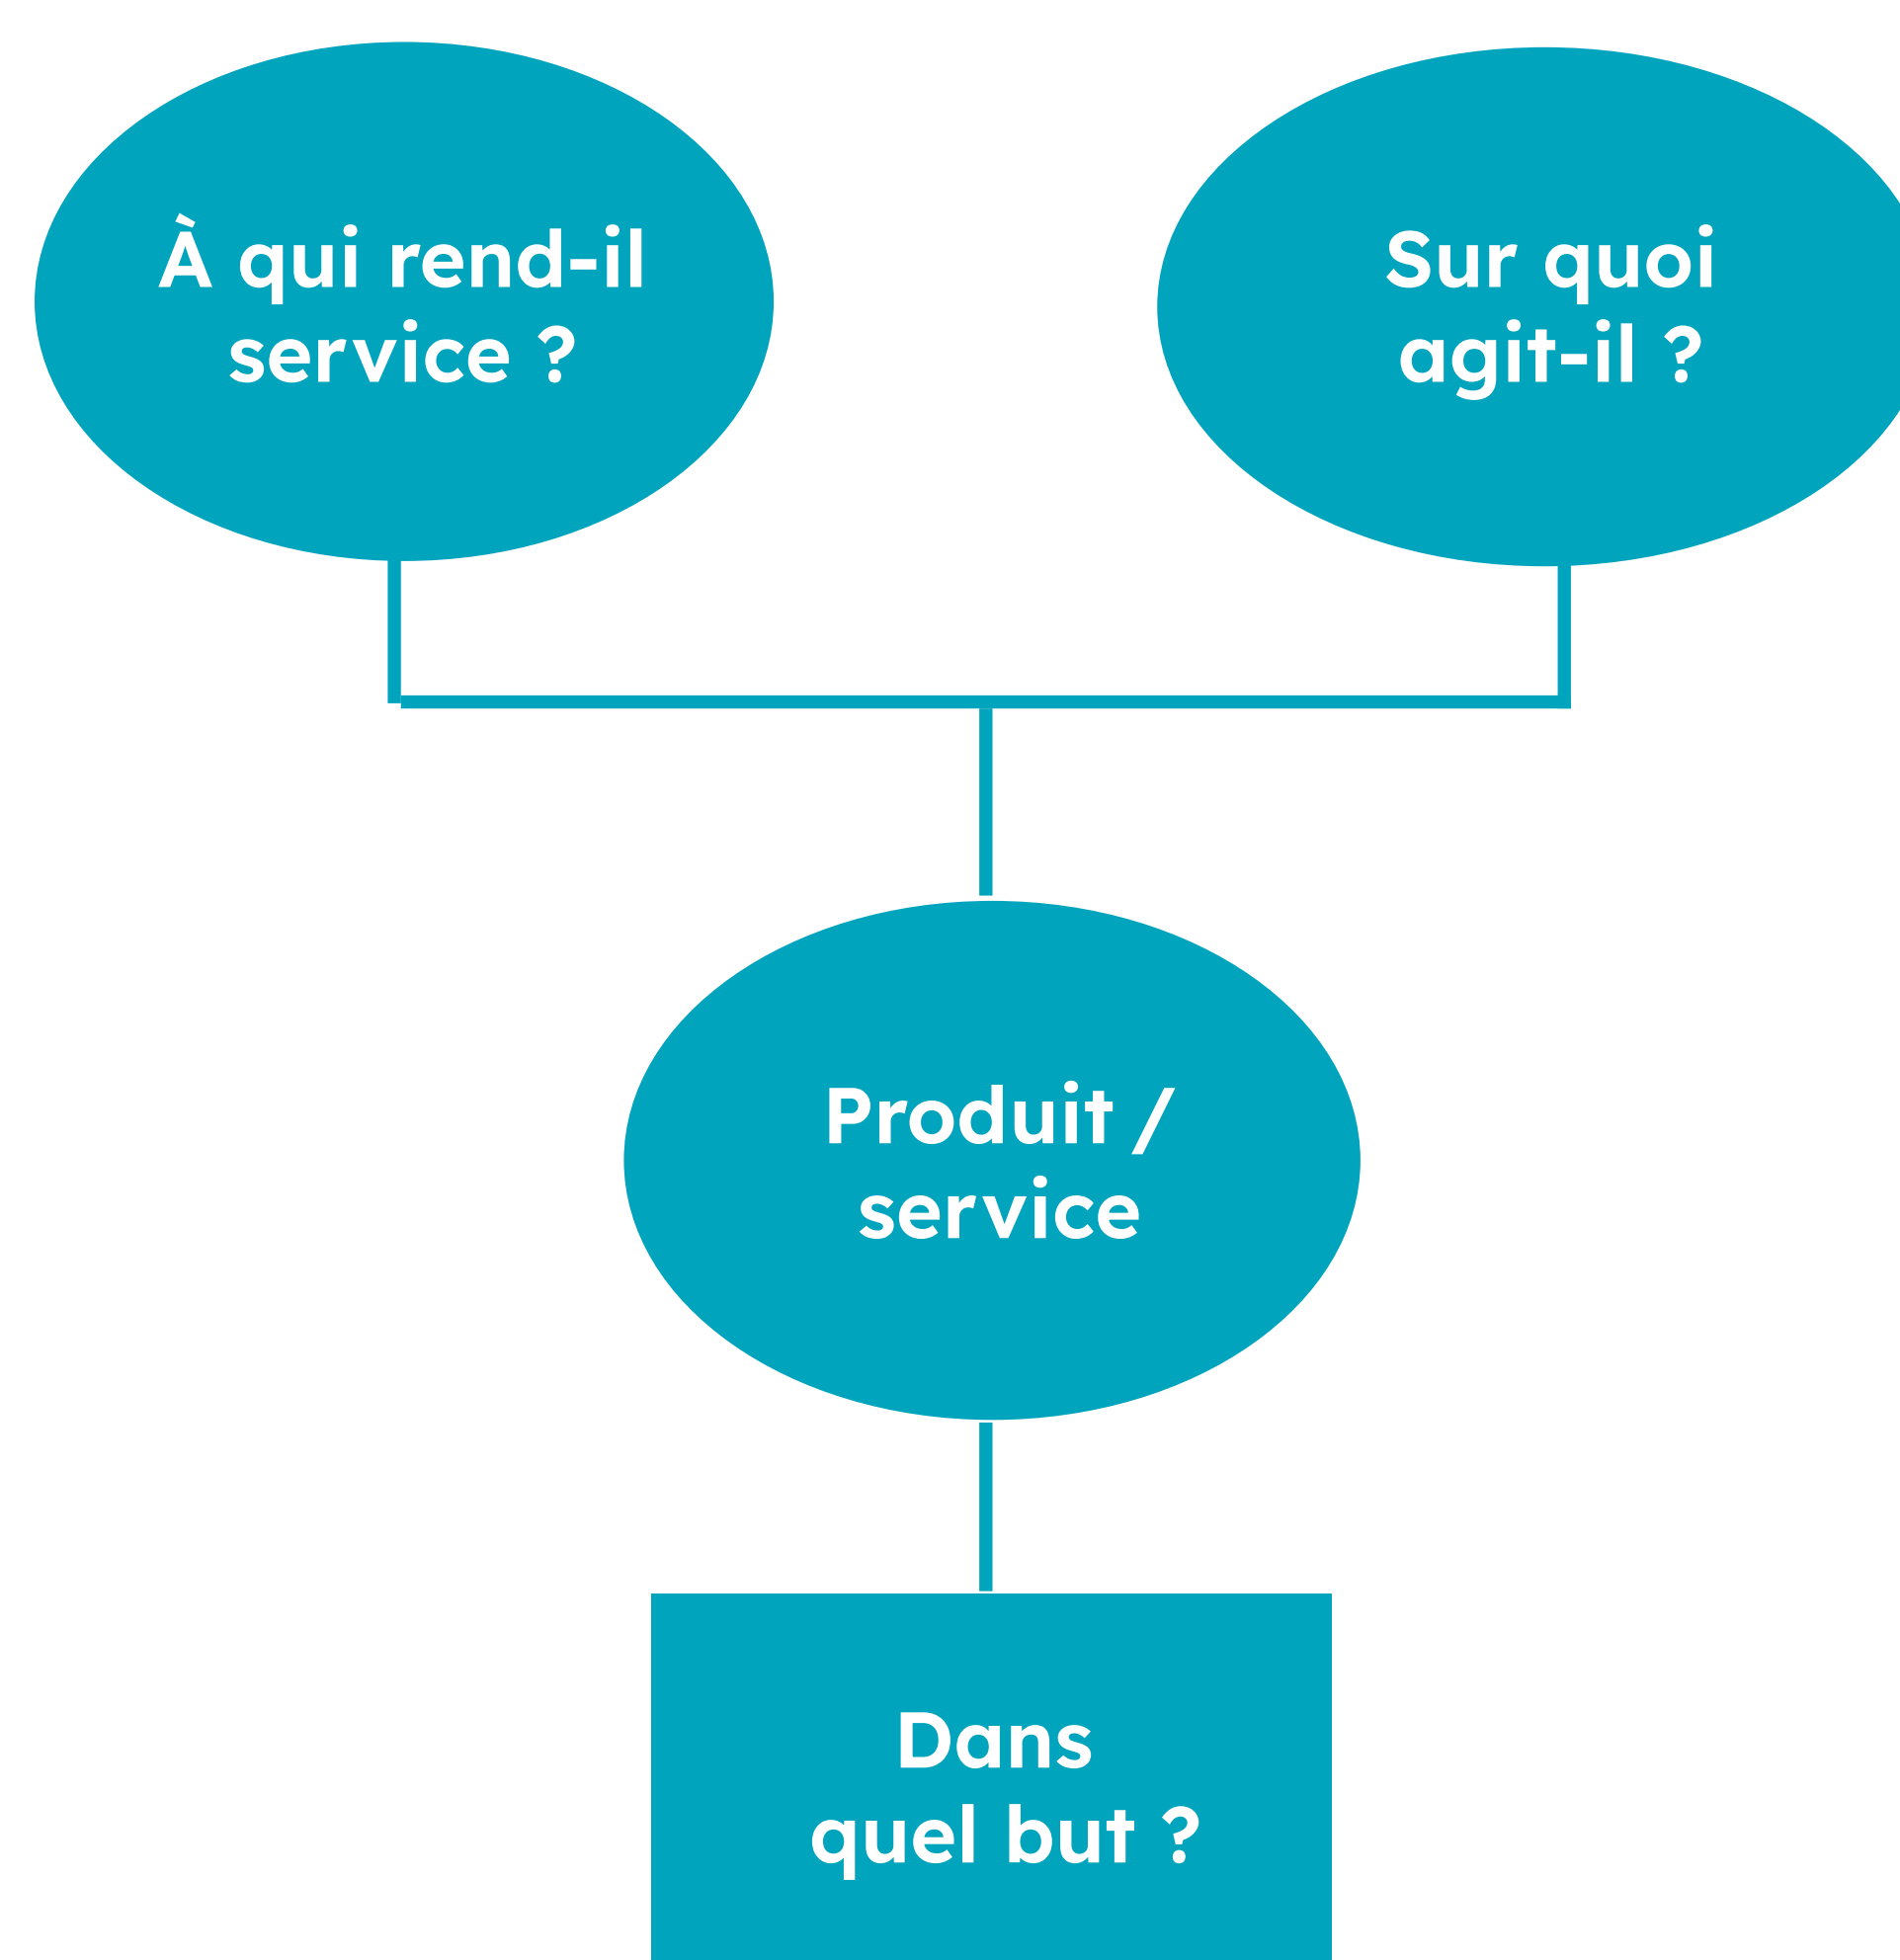 À qui rend-il
service ?
Sur quoi
agit-il ?
Produit /
service
Dans
quel but ?